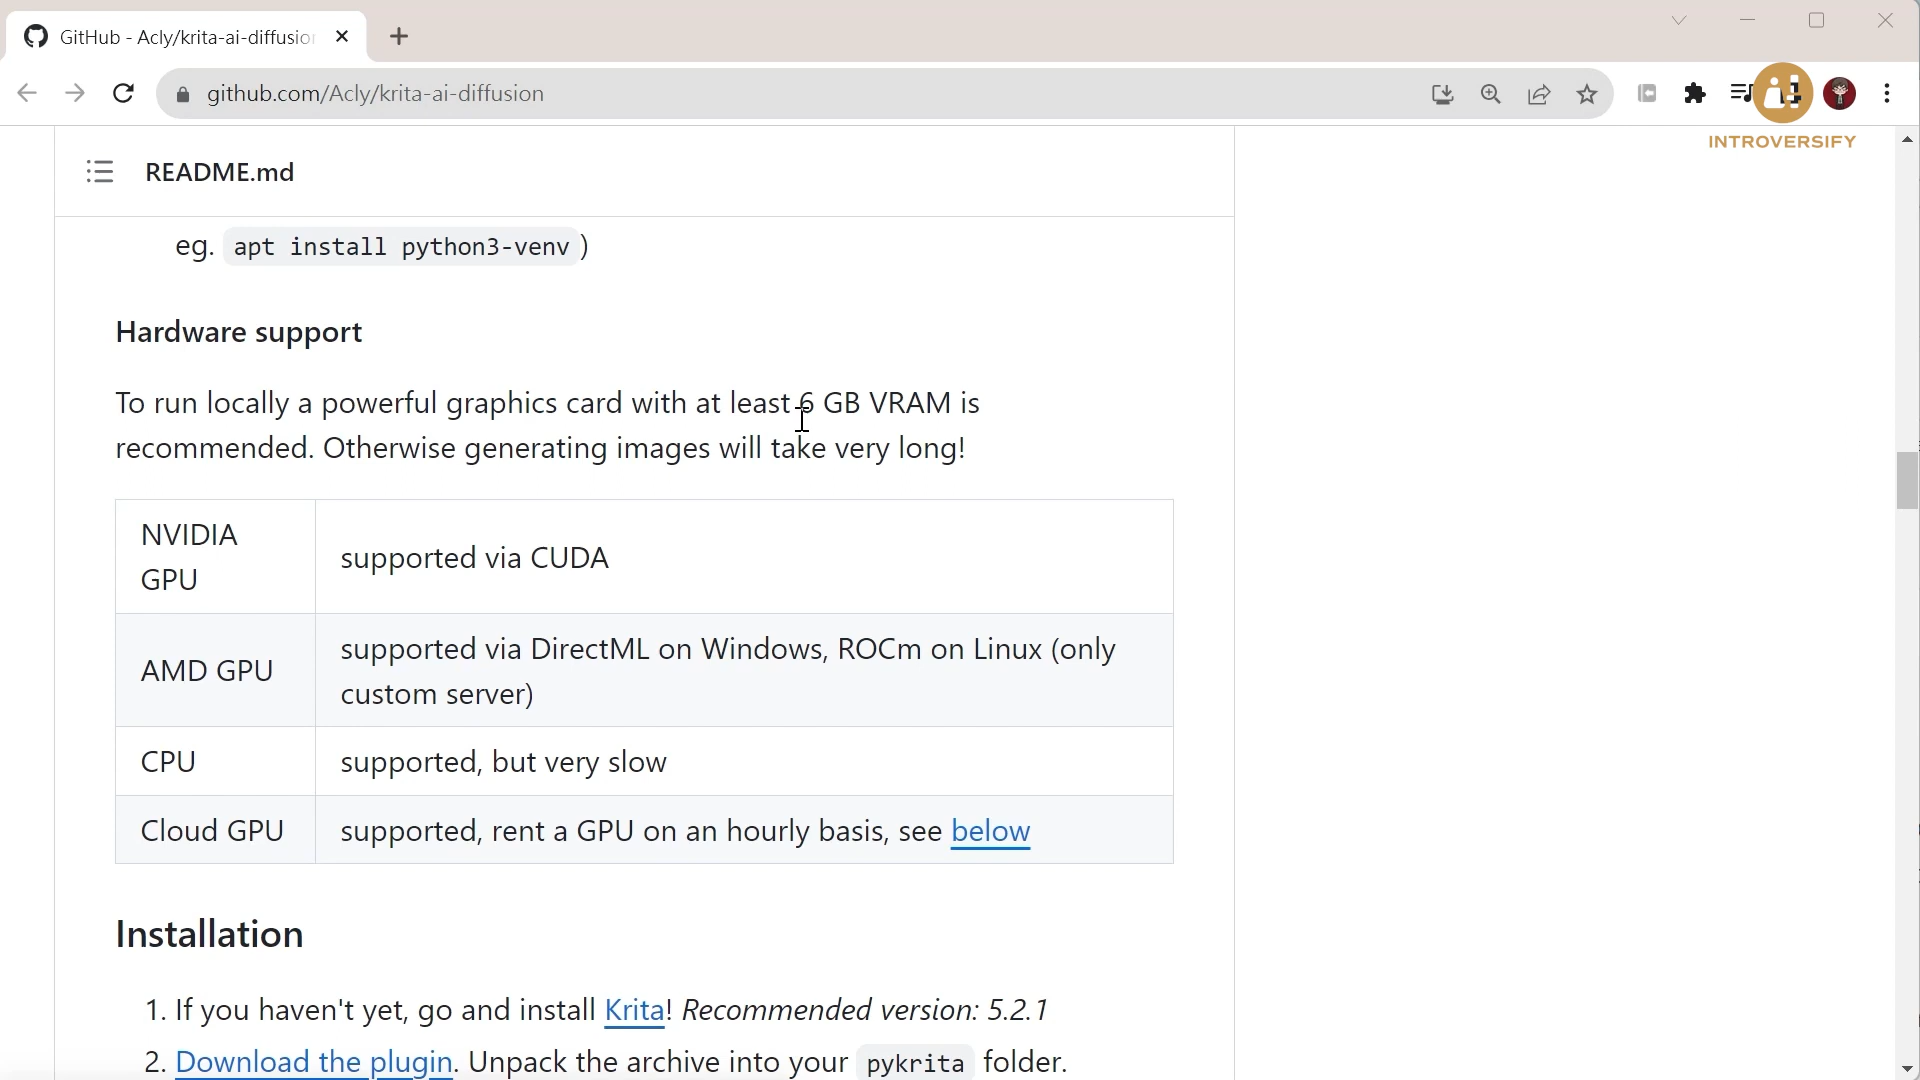 GitHub - Acly/krita-ai-diffusion
github.com/Acly/krita-ai-diffusion
INTROVERSIFY
README.md
eg. apt install python3-venv )
Hardware support
To run locally a powerful graphics card with at least 6 GB VRAM is
recommended. Otherwise generating images will take very long!
NVIDIA
GPU
supported via CUDA
AMD GPU
supported via DirectML on Windows, ROCm on Linux (only
custom server)
CPU
supported, but very slow
Cloud GPU
supported, rent a GPU on an hourly basis, see below
Installation
1. If you haven't yet, go and install Krita! Recommended version: 5.2.1
2. Download the plugin. Unpack the archive into your pykrita folder.